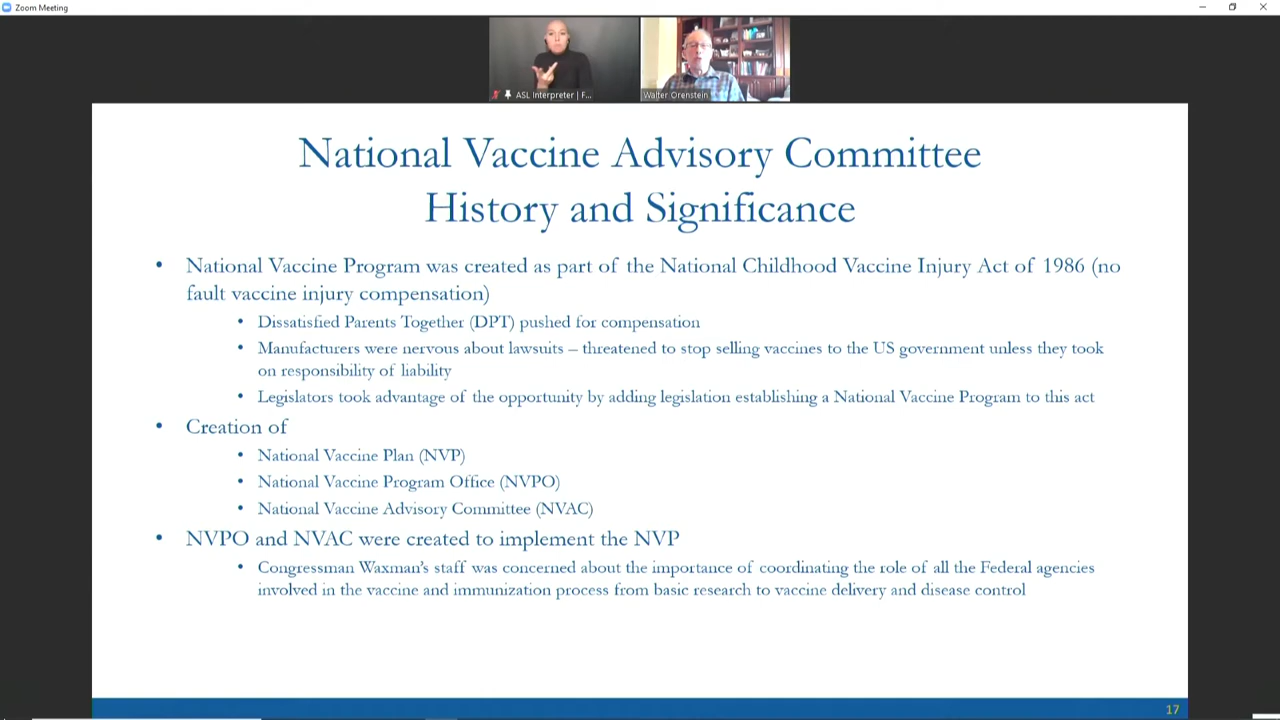 Zoom Meeting
ASL Interpreter | F...
Walter Orenstein
National Vaccine Advisory Committee
History and Significance
• National Vaccine Program was created as part of the National Childhood Vaccine Injury Act of 1986 (no
fault vaccine injury compensation)
• Dissatisfied Parents Together (DPT) pushed for compensation
• Manufacturers were nervous about lawsuits – threatened to stop selling vaccines to the US government unless they took
on responsibility of liability
• Legislators took advantage of the opportunity by adding legislation establishing a National Vaccine Program to this act
• Creation of
• National Vaccine Plan (NVP)
• National Vaccine Program Office (NVPO)
• National Vaccine Advisory Committee (NVAC)
• NVPO and NVAC were created to implement the NVP
• Congressman Waxman's staff was concerned about the importance of coordinating the role of all the Federal agencies
involved in the vaccine and immunization process from basic research to vaccine delivery and disease control
17